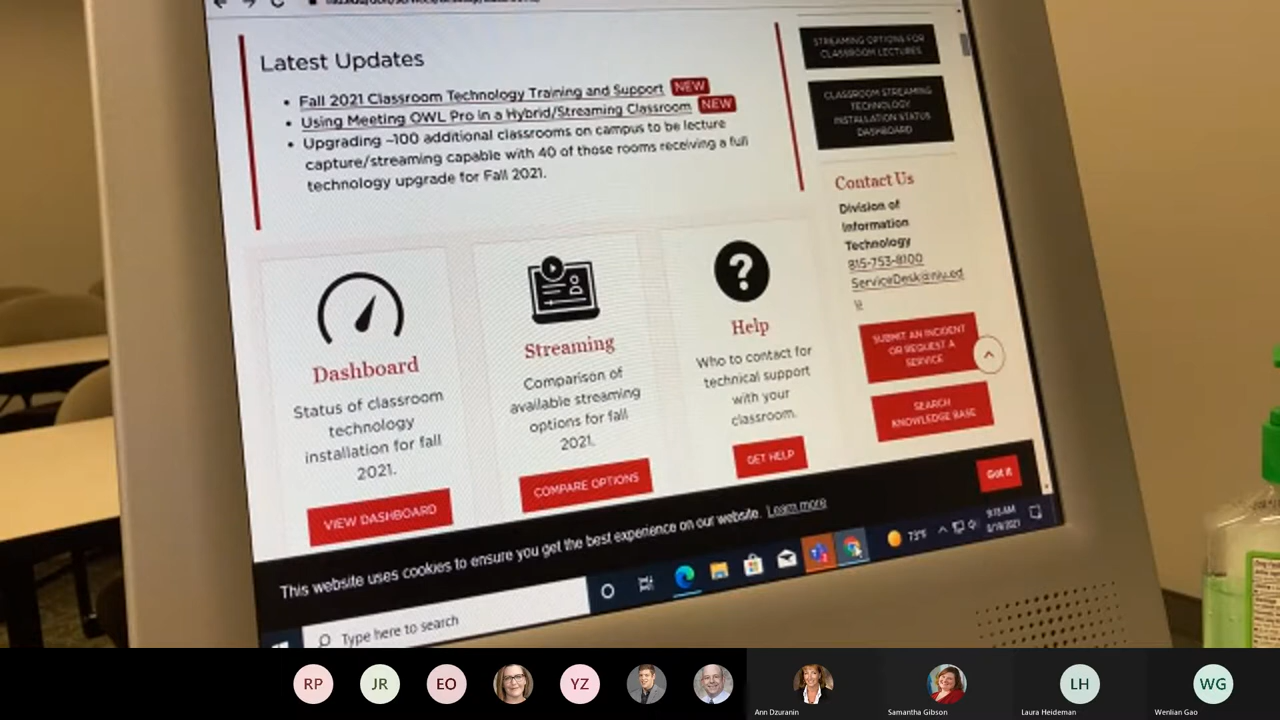 Latest Updates
Fall 2021 Classroom Technology Training and Support NEW
Using Meeting OWL Pro in a Hybrid/Streaming Classroom NEW
Upgrading ~100 additional classrooms on campus to be lecture
capture/streaming capable with 40 of those rooms receiving a full
technology upgrade for Fall 2021.
STREAMING OPTIONS FOR
CLASSROOM LECTURES
CLASSROOM STREAMING
TECHNOLOGY
INSTALLATION STATUS
DASHBOARD
Contact Us
Division of
Information
Technology
815-753-8100
ServiceDesk@niu.ed
u
SUBMIT AN INCIDENT
OR REQUEST A
SERVICE
SEARCH
KNOWLEDGE BASE
Dashboard
Status of classroom
technology
installation for fall
2021.
VIEW DASHBOARD
Streaming
Comparison of
available streaming
options for fall
2021.
COMPARE OPTIONS
Help
Who to contact for
technical support
with your
classroom.
GET HELP
This website uses cookies to ensure you get the best experience on our website. Learn more
Got it
Type here to search
73°F
RP
JR
EO
YZ
LH
WG
Ann Dzuranin
Samantha Gibson
Laura Heideman
Wenlian Gao